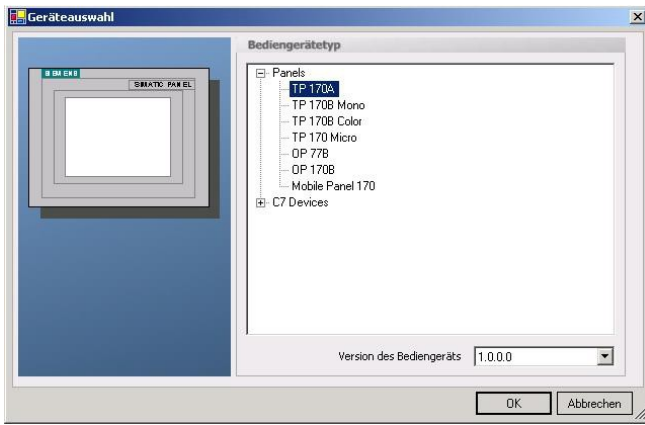 Geräteauswahl
SIEMENS
SIMATIC PANEL
Bediengerätetyp
Panels
TP 170A
TP 170B Mono
TP 170B Color
TP 170 Micro
OP 77B
OP 170B
Mobile Panel 170
C7 Devices
Version des Bediengeräts 1.0.0.0
OK Abbrechen